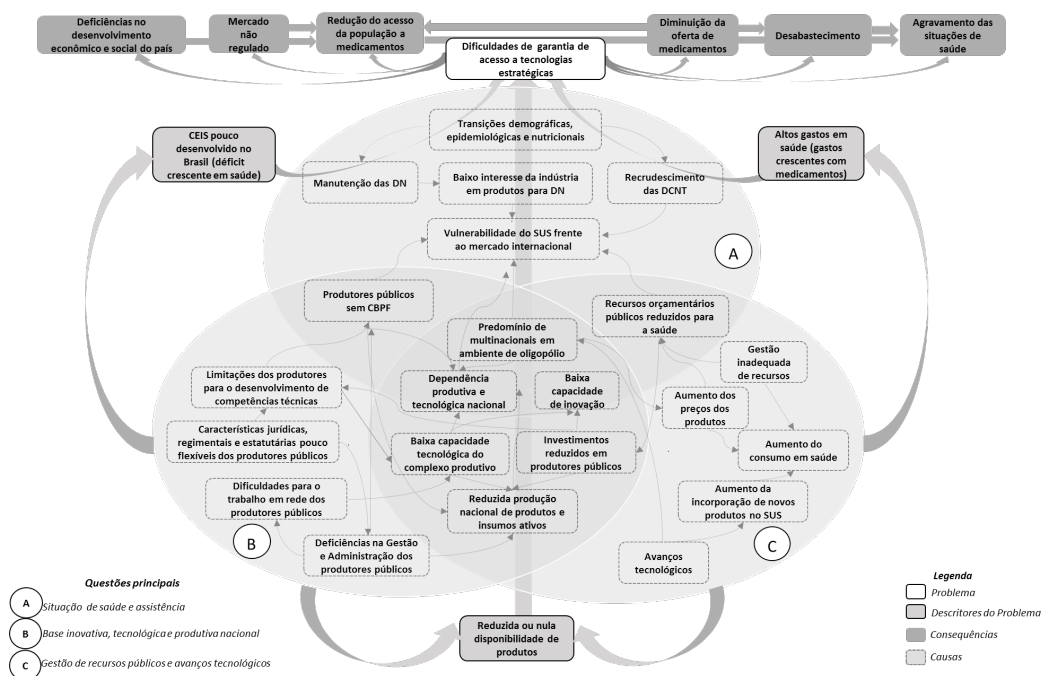 Deficiências no
desenvolvimento
econômico e social do país
Mercado
não
regulado
Redução do acesso
da população a
medicamentos
Diminuição da
oferta de
medicamentos
Desabastecimento
Agravamento das
situações de
saúde
Dificuldades de garantia de
acesso a tecnologias
estratégicas
CEIS pouco
desenvolvido no
Brasil (déficit
crescente em saúde)
Transições demográficas,
epidemiológicas e nutricionais
Altos gastos em
saúde (gastos
crescentes com
medicamentos)
Manutenção das DN
Baixo interesse da indústria
em produtos para DN
Recrudescimento
das DCNT
Vulnerabilidade do SUS frente
ao mercado internacional
A
Produtores públicos
sem CBPF
Recursos orçamentários
públicos reduzidos para
a saúde
Predomínio de
multinacionais em
ambiente de oligopólio
Gestão
inadequada
de recursos
Limitações dos produtores
para o desenvolvimento de
competências técnicas
Dependência
produtiva e
tecnológica nacional
Baixa
capacidade
de inovação
Aumento dos
preços dos
produtos
Características jurídicas,
regimentais e estatutárias pouco
flexíveis dos produtores públicos
Baixa capacidade
tecnológica do
complexo produtivo
Investimentos
reduzidos em
produtores públicos
Aumento do
consumo em saúde
Dificuldades para o
trabalho em rede dos
produtores públicos
Reduzida produção
nacional de produtos e
insumos ativos
Aumento da
incorporação de novos
produtos no SUS
B
Deficiências na Gestão
e Administração dos
produtores públicos
Avanços
tecnológicos
C
Reduzida ou nula
disponibilidade de
produtos
Questões principais
A Situação de saúde e assistência
B Base inovativa, tecnológica e produtiva nacional
C Gestão de recursos públicos e avanços tecnológicos
Legenda
Problema
Descritores do Problema
Consequências
Causas